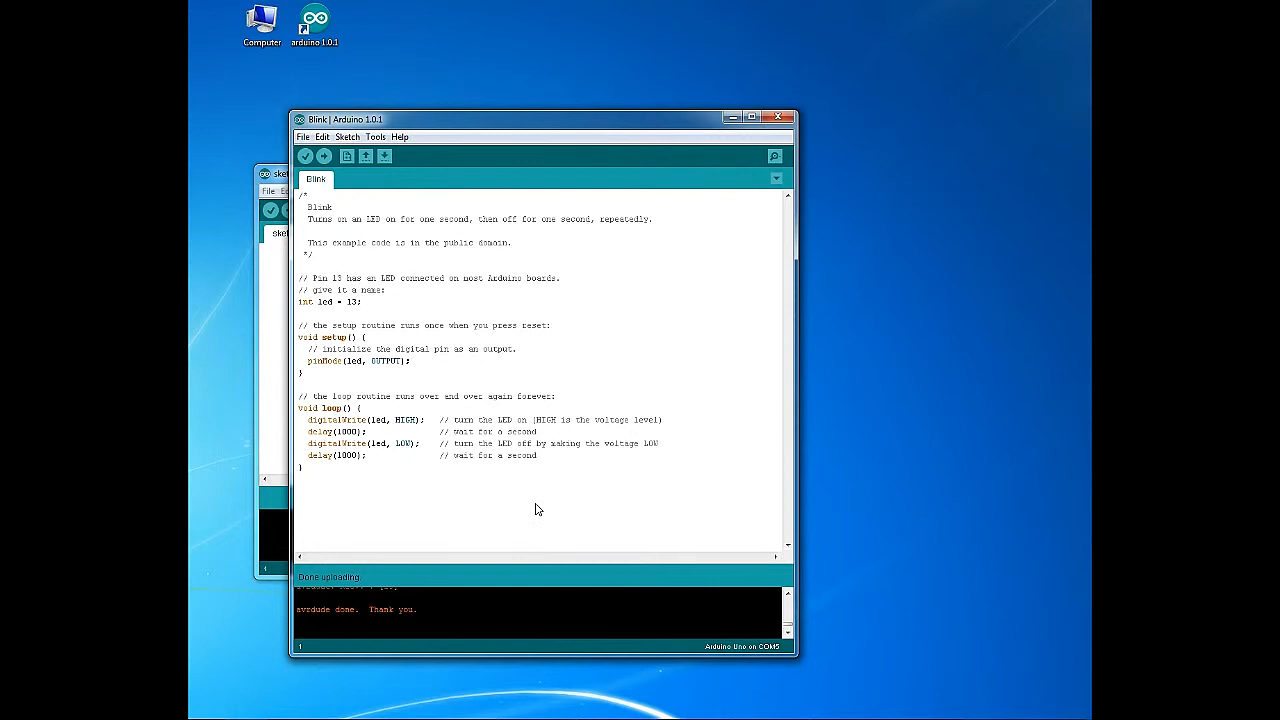 Computer
arduino 1.0.1
Blink | Arduino 1.0.1
File Edit Sketch Tools Help
Blink
File
/*
Blink
Turns on an LED on for one second, then off for one second, repeatedly.
This example code is in the public domain.
*/
// Pin 13 has an LED connected on most Arduino boards.
// give it a name:
int led = 13;
// the setup routine runs once when you press reset:
void setup() {
// initialize the digital pin as an output.
pinMode(led, OUTPUT);
}
// the loop routine runs over and over again forever:
void loop() {
digitalWrite(led, HIGH);   // turn the LED on (HIGH is the voltage level)
delay(1000);               // wait for a second
digitalWrite(led, LOW);    // turn the LED off by making the voltage LOW
delay(1000);               // wait for a second
}
Done uploading.
avrdude done.  Thank you.
1
Arduino Uno on COM5
1